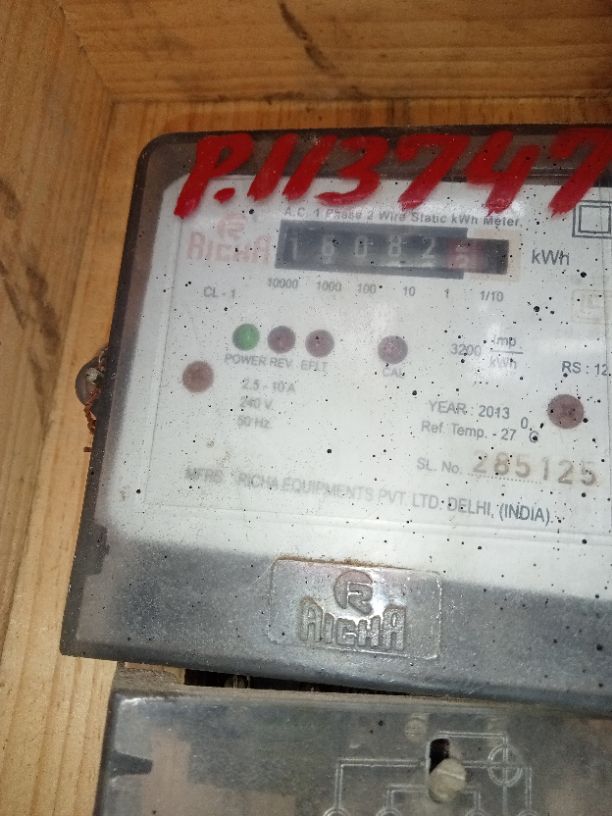 P.113747
A.C. 1 Phase 2 Wire Static kWh Meter
RICHA
kWh
CL - 1
10000 1000 100 10 1 1/10
POWER REV EFLT CAL
3200 imp/kWh
RS : 12
2.5 - 10 A
240 V.
50 Hz.
YEAR : 2013
Ref. Temp. - 27 °C
SL. No. 285125
MFRS : RICHA EQUIPMENTS PVT. LTD. DELHI, (INDIA)
R
RICHA